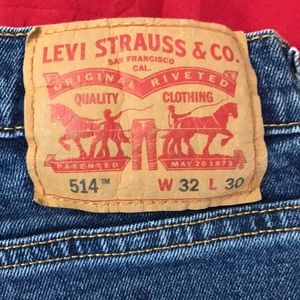 LEVI STRAUSS & CO.
SAN FRANCISCO
CAL.
ORIGINAL RIVETED
QUALITY CLOTHING
PATENTED MAY 20 1873
514™ W 32 L 30